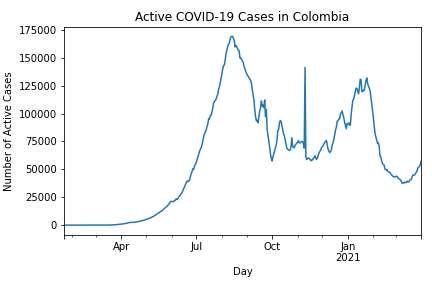 Active COVID-19 Cases in Colombia
175000
150000
125000
100000
75000
50000
25000
0
Number of Active Cases
Apr
Jul
Oct
Jan
2021
Day